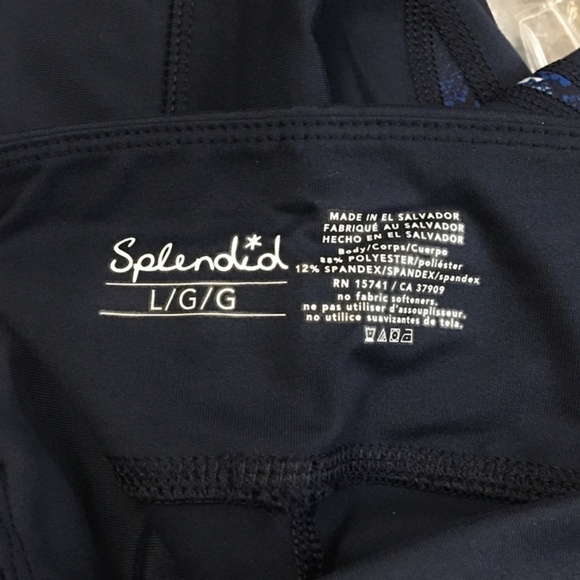 Splendid
L/G/G
MADE IN EL SALVADOR
FABRIQUÉ AU SALVADOR
HECHO EN EL SALVADOR
Body/Corps/Cuerpo
88% POLYESTER/poliéster
12% SPANDEX/SPANDEX/spandex
RN 15741 / CA 37909
no fabric softeners.
ne pas utiliser d'assouplisseur.
no utilice suavizantes de tela.